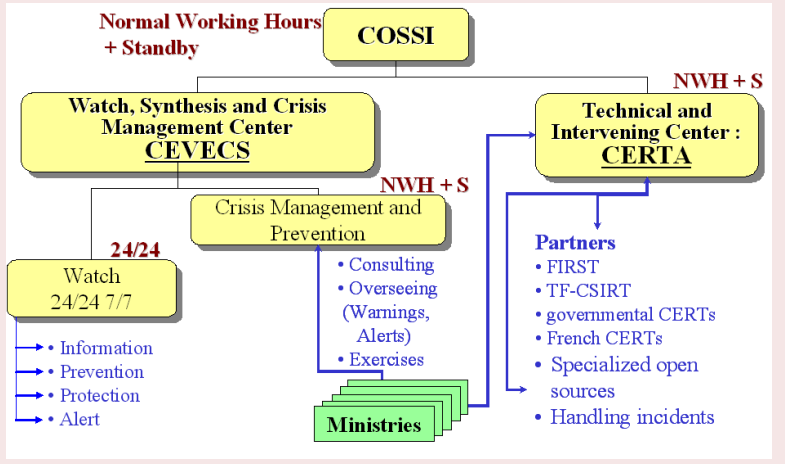 Normal Working Hours
+ Standby
COSSI
NWH + S
Watch, Synthesis and Crisis
Management Center
CEVECS
Technical and
Intervening Center :
CERTA
NWH + S
Crisis Management and
Prevention
24/24
Watch
24/24 7/7
• Consulting
• Overseeing
(Warnings,
Alerts)
• Exercises
Partners
• FIRST
• TF-CSIRT
• governmental CERTs
• French CERTs
• Specialized open
sources
• Handling incidents
• Information
• Prevention
• Protection
• Alert
Ministries